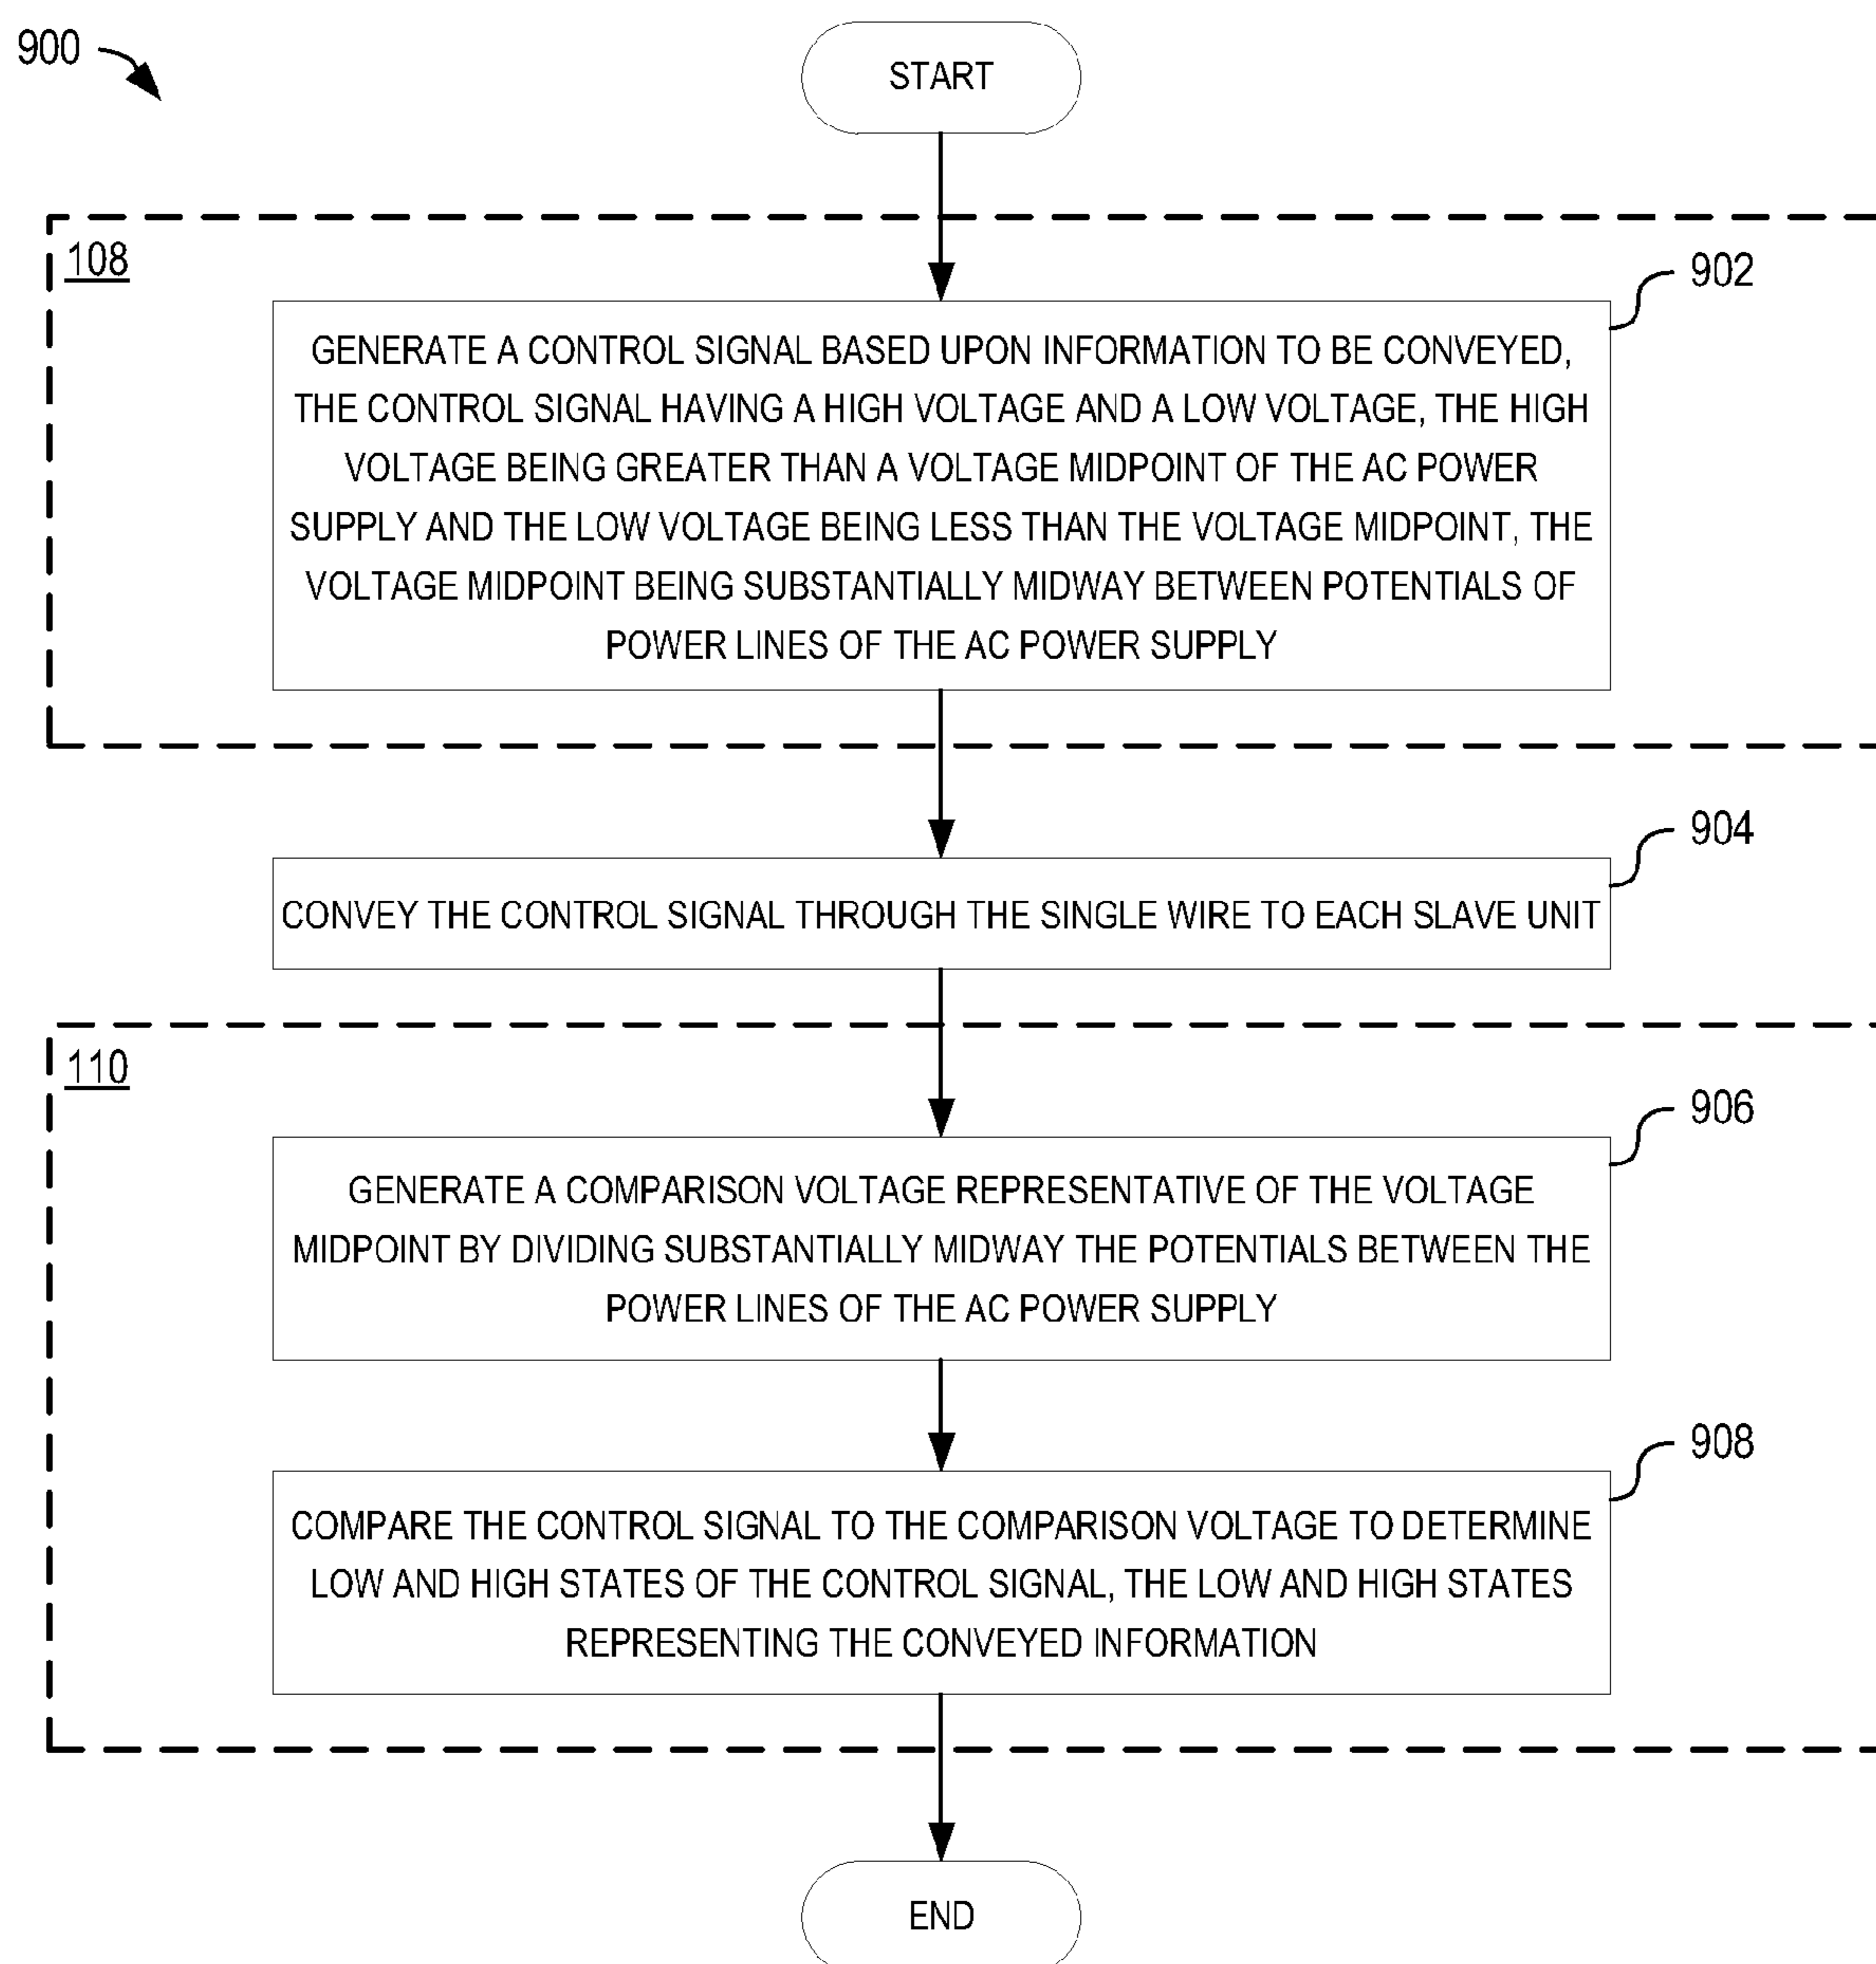 900
START
108
902
GENERATE A CONTROL SIGNAL BASED UPON INFORMATION TO BE CONVEYED,
THE CONTROL SIGNAL HAVING A HIGH VOLTAGE AND A LOW VOLTAGE, THE HIGH
VOLTAGE BEING GREATER THAN A VOLTAGE MIDPOINT OF THE AC POWER
SUPPLY AND THE LOW VOLTAGE BEING LESS THAN THE VOLTAGE MIDPOINT, THE
VOLTAGE MIDPOINT BEING SUBSTANTIALLY MIDWAY BETWEEN POTENTIALS OF
POWER LINES OF THE AC POWER SUPPLY
904
CONVEY THE CONTROL SIGNAL THROUGH THE SINGLE WIRE TO EACH SLAVE UNIT
110
906
GENERATE A COMPARISON VOLTAGE REPRESENTATIVE OF THE VOLTAGE
MIDPOINT BY DIVIDING SUBSTANTIALLY MIDWAY THE POTENTIALS BETWEEN THE
POWER LINES OF THE AC POWER SUPPLY
908
COMPARE THE CONTROL SIGNAL TO THE COMPARISON VOLTAGE TO DETERMINE
LOW AND HIGH STATES OF THE CONTROL SIGNAL, THE LOW AND HIGH STATES
REPRESENTING THE CONVEYED INFORMATION
END